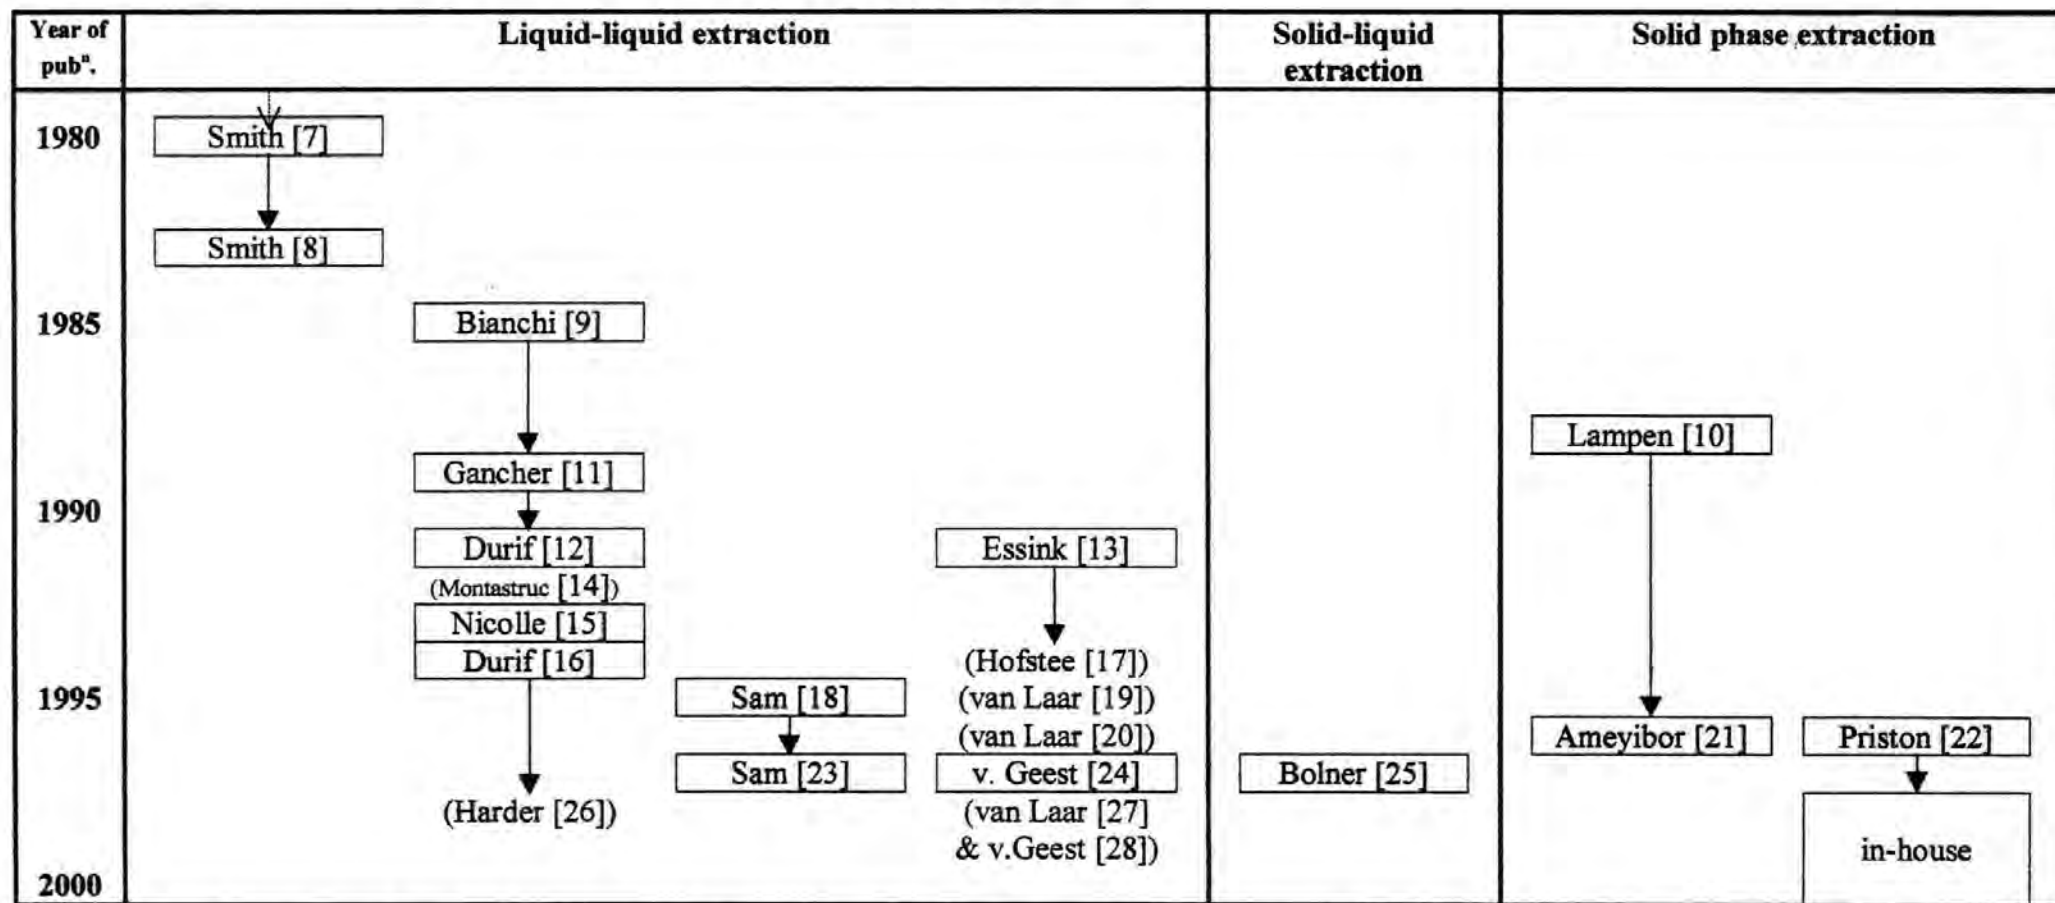 Year of
pubⁿ.
Liquid-liquid extraction
Solid-liquid
extraction
Solid phase extraction
1980
Smith [7]
Smith [8]
1985
Bianchi [9]
Lampen [10]
Gancher [11]
1990
Durif [12]
Essink [13]
(Montastruc [14])
Nicolle [15]
Durif [16]
(Hofstee [17])
1995
Sam [18]
(van Laar [19])
(van Laar [20])
Ameyibor [21]
Priston [22]
Sam [23]
v. Geest [24]
Bolner [25]
(Harder [26])
(van Laar [27]
& v.Geest [28])
in-house
2000